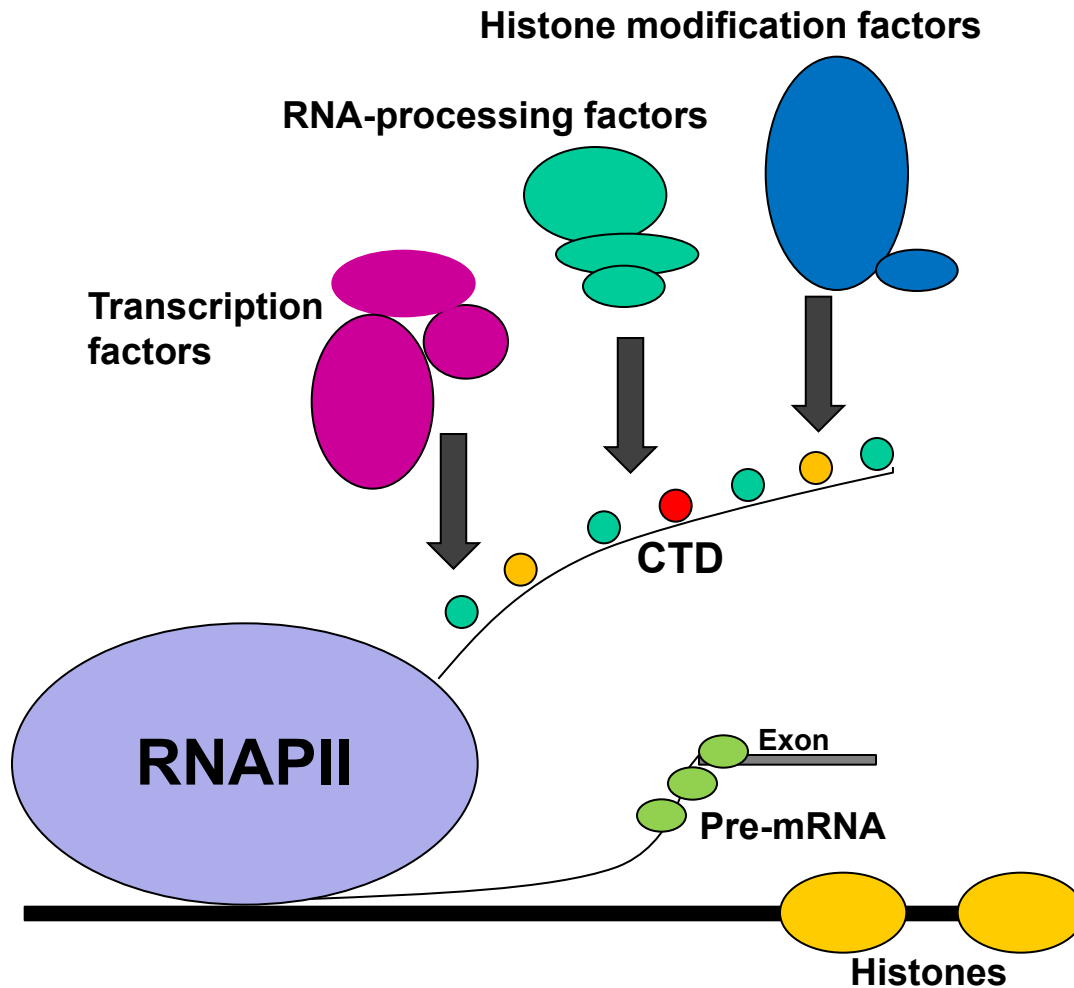 Histone modification factors
RNA-processing factors
Transcription
factors
CTD
RNAPII
Exon
Pre-mRNA
Histones